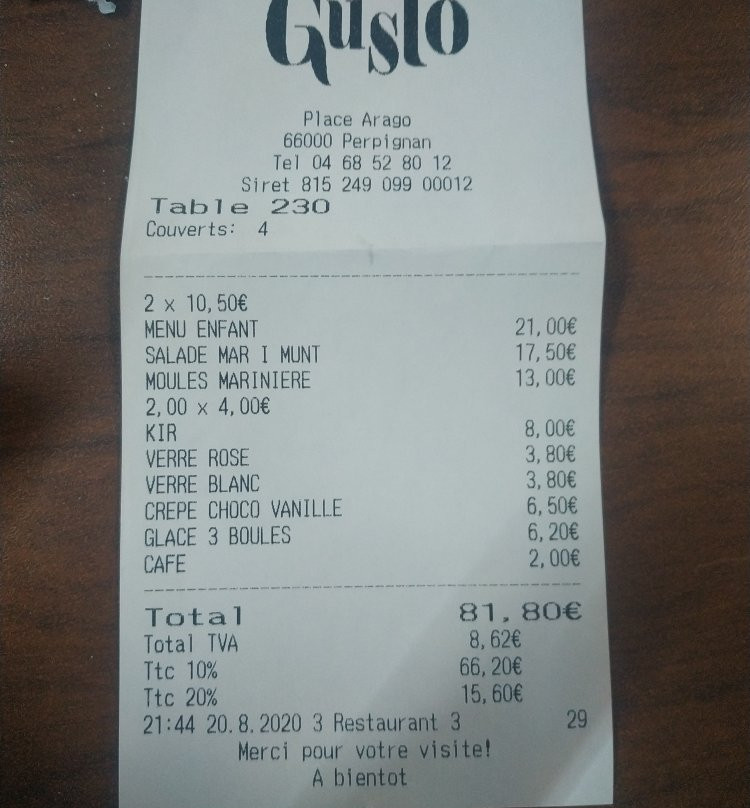 Gusto
Place Arago
66000 Perpignan
Tel 04 68 52 80 12
Siret 815 249 099 00012
Table 230
Couverts: 4
2 x 10,50€
MENU ENFANT 21,00€
SALADE MAR I MUNT 17,50€
MOULES MARINIERE 13,00€
2,00 x 4,00€
KIR 8,00€
VERRE ROSE 3,80€
VERRE BLANC 3,80€
CREPE CHOCO VANILLE 6,50€
GLACE 3 BOULES 6,20€
CAFE 2,00€
Total 81,80€
Total TVA 8,62€
Ttc 10% 66,20€
Ttc 20% 15,60€
21:44 20.8.2020 3 Restaurant 3 29
Merci pour votre visite!
A bientot